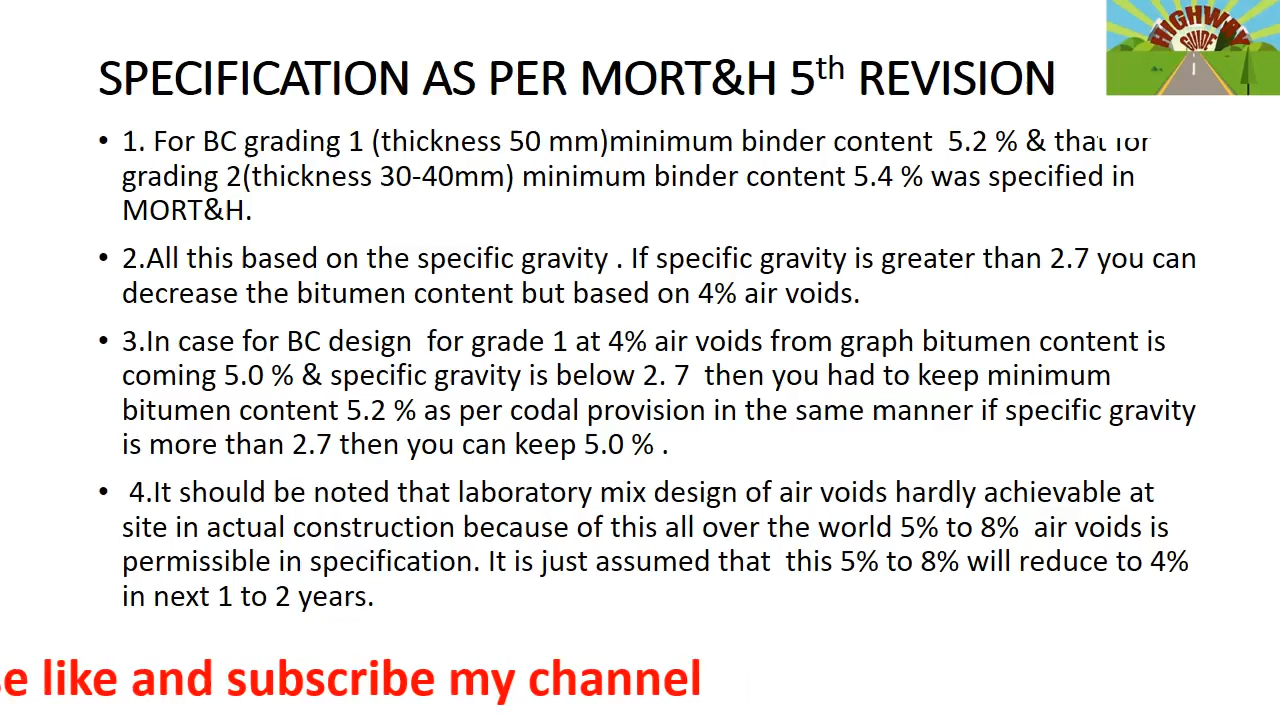 HIGHWAY
GUIDE
SPECIFICATION AS PER MORT&H 5th REVISION
• 1. For BC grading 1 (thickness 50 mm)minimum binder content 5.2 % & that for
grading 2(thickness 30-40mm) minimum binder content 5.4 % was specified in
MORT&H.
• 2.All this based on the specific gravity . If specific gravity is greater than 2.7 you can
decrease the bitumen content but based on 4% air voids.
• 3.In case for BC design for grade 1 at 4% air voids from graph bitumen content is
coming 5.0 % & specific gravity is below 2. 7 then you had to keep minimum
bitumen content 5.2 % as per codal provision in the same manner if specific gravity
is more than 2.7 then you can keep 5.0 % .
• 4.It should be noted that laboratory mix design of air voids hardly achievable at
site in actual construction because of this all over the world 5% to 8% air voids is
permissible in specification. It is just assumed that this 5% to 8% will reduce to 4%
in next 1 to 2 years.
se like and subscribe my channel